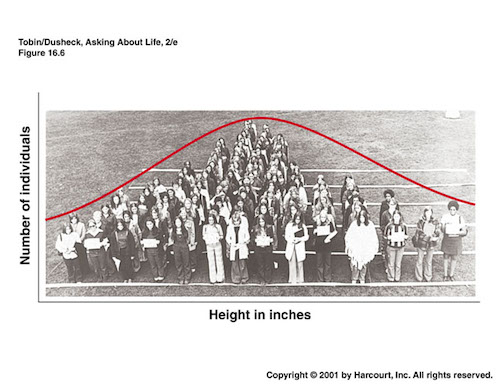 Tobin/Dusheck, Asking About Life, 2/e
Figure 16.6
Number of individuals
Height in inches
Copyright © 2001 by Harcourt, Inc. All rights reserved.